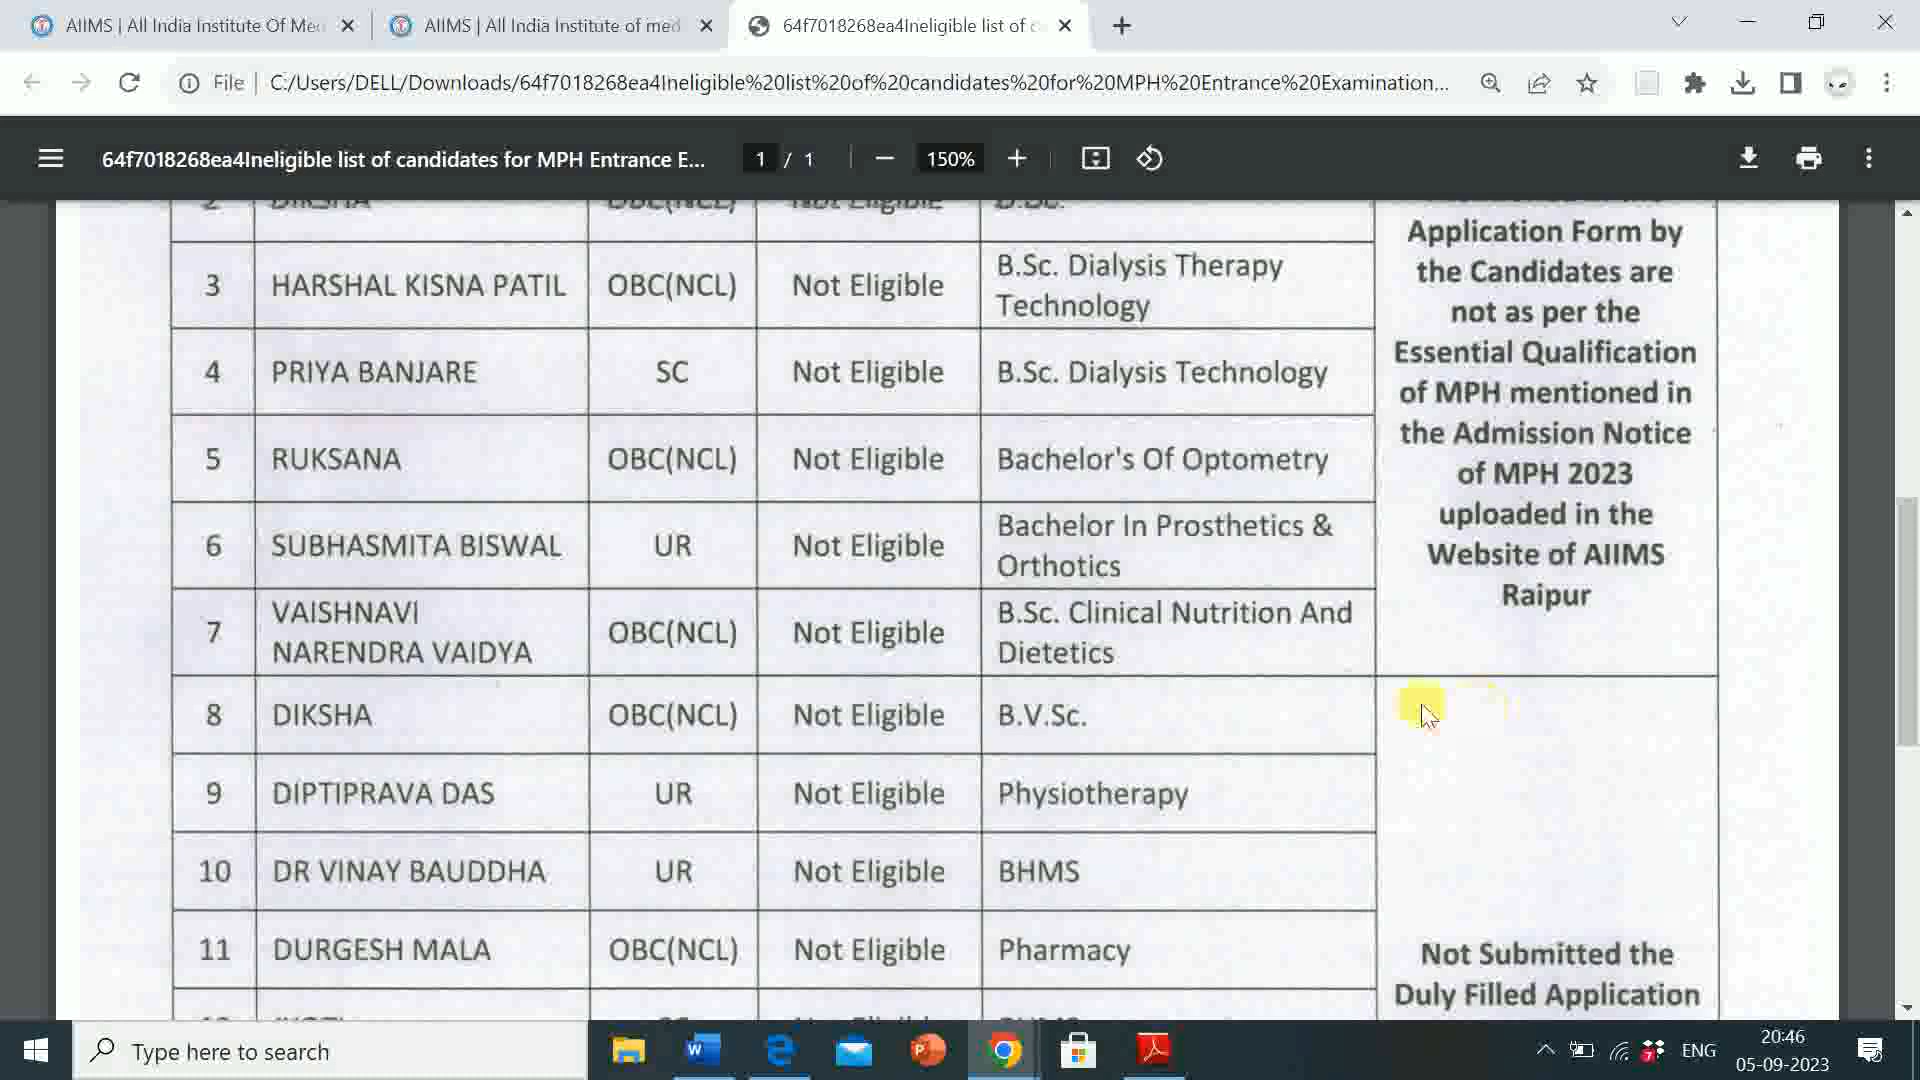 AIIMS | All India Institute Of Med
AIIMS | All India Institute of med
64f7018268ea4Ineligible list of ca
File
C:/Users/DELL/Downloads/64f7018268ea4Ineligible%20list%20of%20candidates%20for%20MPH%20Entrance%20Examination...
64f7018268ea4Ineligible list of candidates for MPH Entrance E...
1 / 1
150%
2 DIKSHA OBC(NCL) Not Eligible
3 HARSHAL KISNA PATIL OBC(NCL) Not Eligible B.Sc. Dialysis Therapy
Technology
4 PRIYA BANJARE SC Not Eligible B.Sc. Dialysis Technology
5 RUKSANA OBC(NCL) Not Eligible Bachelor's Of Optometry
6 SUBHASMITA BISWAL UR Not Eligible Bachelor In Prosthetics &
Orthotics
7 VAISHNAVI
NARENDRA VAIDYA OBC(NCL) Not Eligible B.Sc. Clinical Nutrition And
Dietetics
Application Form by
the Candidates are
not as per the
Essential Qualification
of MPH mentioned in
the Admission Notice
of MPH 2023
uploaded in the
Website of AIIMS
Raipur
8 DIKSHA OBC(NCL) Not Eligible B.V.Sc.
9 DIPTIPRAVA DAS UR Not Eligible Physiotherapy
10 DR VINAY BAUDDHA UR Not Eligible BHMS
11 DURGESH MALA OBC(NCL) Not Eligible Pharmacy
Not Submitted the
Duly Filled Application
Type here to search
ENG
20:46
05-09-2023